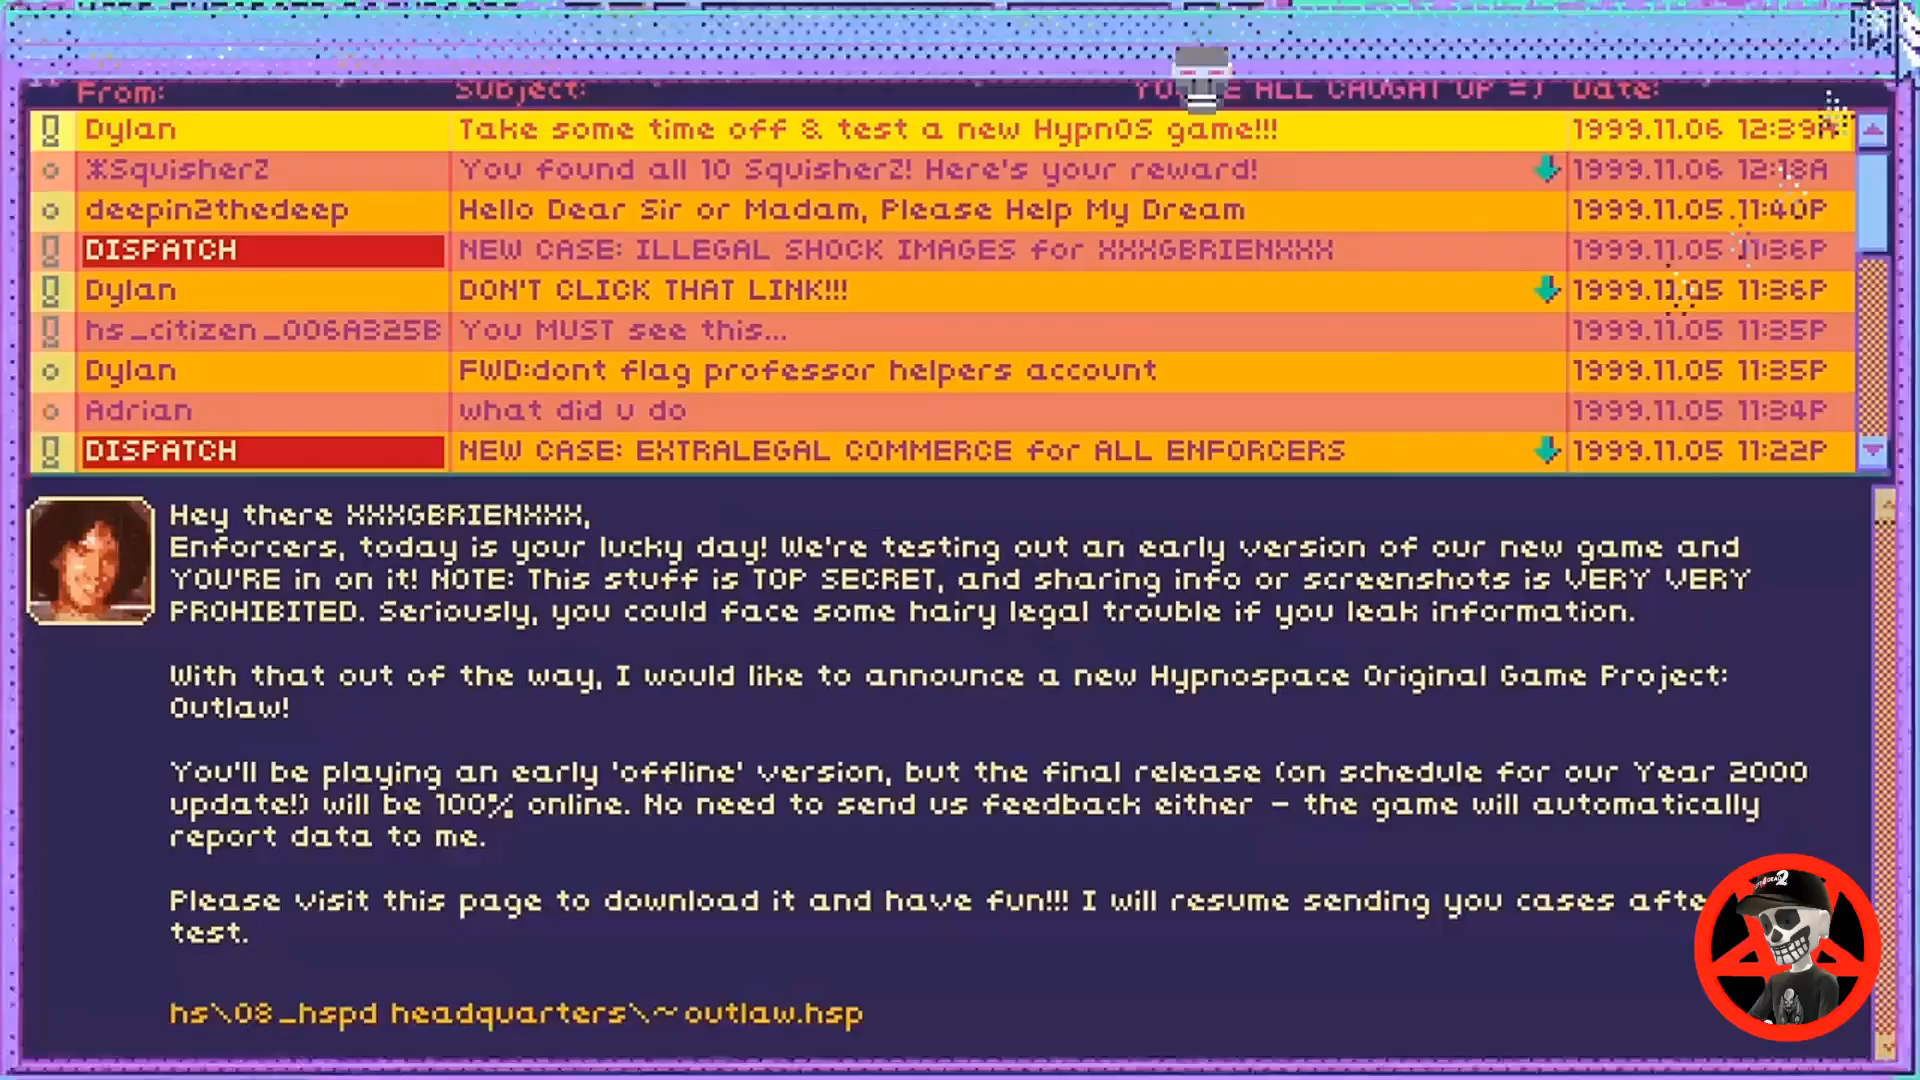 From: Subject: YOU'RE ALL CAUGHT UP =) Date:
Dylan Take some time off & test a new HypnOS game!!! 1999.11.06 12:39A
*SquisherZ You found all 10 SquisherZ! Here's your reward! 1999.11.06 12:18A
deepin2thedeep Hello Dear Sir or Madam, Please Help My Dream 1999.11.05 11:40P
DISPATCH NEW CASE: ILLEGAL SHOCK IMAGES for XXXGBRIENXXX 1999.11.05 11:36P
Dylan DON'T CLICK THAT LINK!!! 1999.11.05 11:36P
hs_citizen_006A325B You MUST see this... 1999.11.05 11:35P
Dylan FWD:dont flag professor helpers account 1999.11.05 11:35P
Adrian what did u do 1999.11.05 11:34P
DISPATCH NEW CASE: EXTRALEGAL COMMERCE for ALL ENFORCERS 1999.11.05 11:22P
Hey there XXXGBRIENXXX,
Enforcers, today is your lucky day! We're testing out an early version of our new game and
YOU'RE in on it! NOTE: This stuff is TOP SECRET, and sharing info or screenshots is VERY VERY
PROHIBITED. Seriously, you could face some hairy legal trouble if you leak information.
With that out of the way, I would like to announce a new Hypnospace Original Game Project:
Outlaw!
You'll be playing an early 'offline' version, but the final release (on schedule for our Year 2000
update!) will be 100% online. No need to send us feedback either - the game will automatically
report data to me.
Please visit this page to download it and have fun!!! I will resume sending you cases afte
test.
hs\08_hspd headquarters\~outlaw.hsp